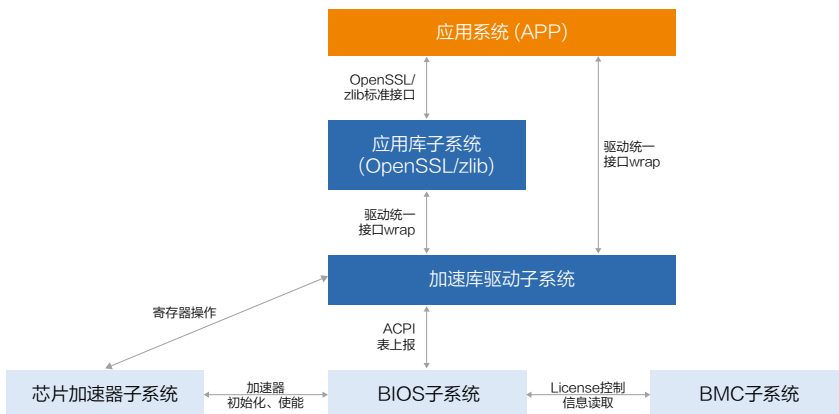 应用系统 (APP)
OpenSSL/
zlib标准接口
应用库子系统
(OpenSSL/zlib)
驱动统一
接口wrap
驱动统一
接口wrap
加速库驱动子系统
寄存器操作
ACPI
表上报
芯片加速器子系统
加速器
初始化、使能
BIOS子系统
License控制
信息读取
BMC子系统